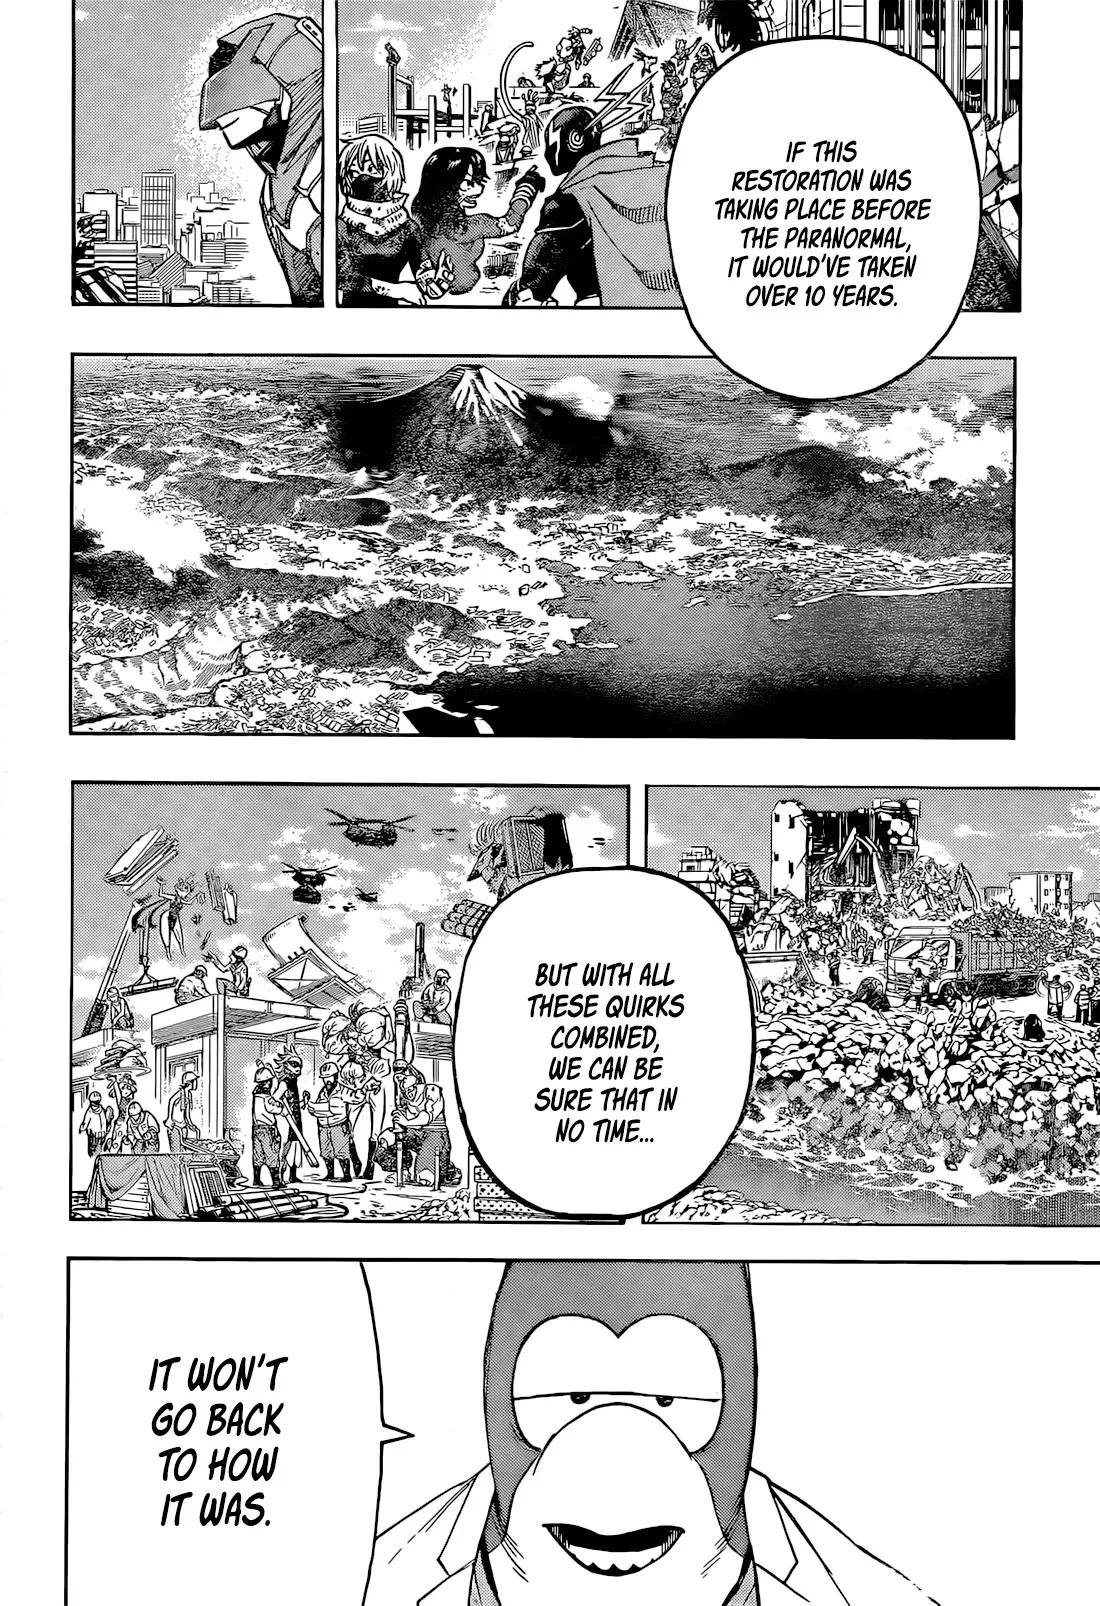 IF THIS
RESTORATION WAS
TAKING PLACE BEFORE
THE PARANORMAL,
IT WOULD'VE TAKEN
OVER 10 YEARS.
BUT WITH ALL
THESE QUIRKS
COMBINED,
WE CAN BE
SURE THAT IN
NO TIME...
IT WON'T
GO BACK
TO HOW
IT WAS.